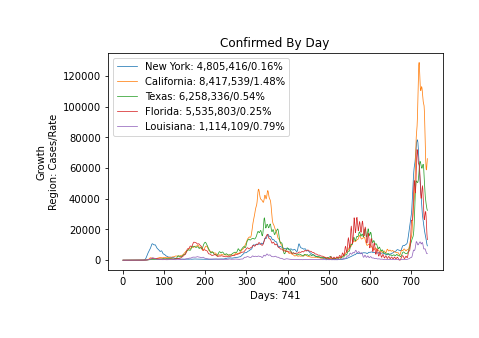 Confirmed By Day
New York: 4,805,416/0.16%
California: 8,417,539/1.48%
Texas: 6,258,336/0.54%
Florida: 5,535,803/0.25%
Louisiana: 1,114,109/0.79%
Growth
Region: Cases/Rate
120000
100000
80000
60000
40000
20000
0
0 100 200 300 400 500 600 700
Days: 741